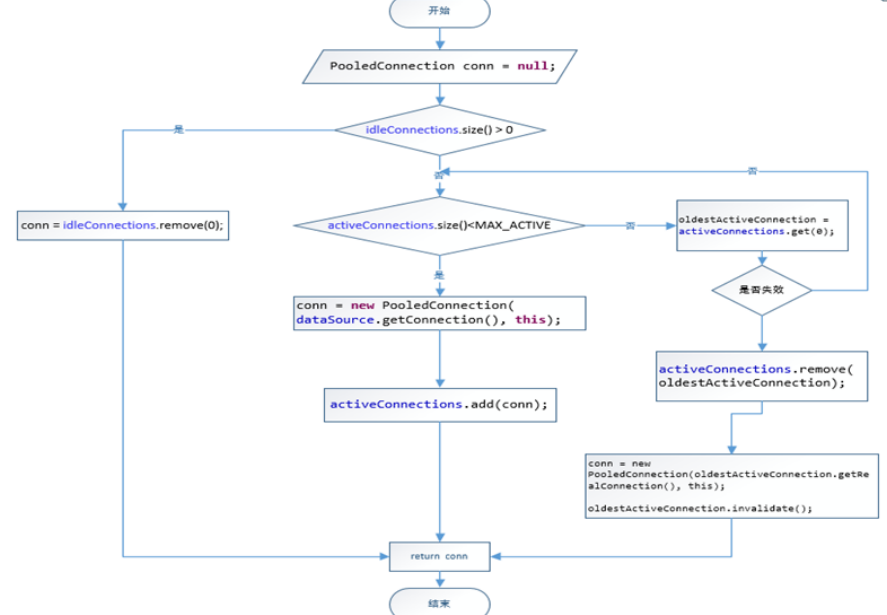 开始
PooledConnection conn = null;
idleConnections.size() > 0
是
否
否
conn = idleConnections.remove(0);
activeConnections.size()<MAX_ACTIVE
否
oldestActiveConnection =
activeConnections.get(0);
是
是否失效
conn = new PooledConnection(
dataSource.getConnection(), this);
activeConnections.remove(
oldestActiveConnection);
activeConnections.add(conn);
conn = new
PooledConnection(oldestActiveConnection.getRe
alConnection(), this);
oldestActiveConnection.invalidate();
return conn
结束